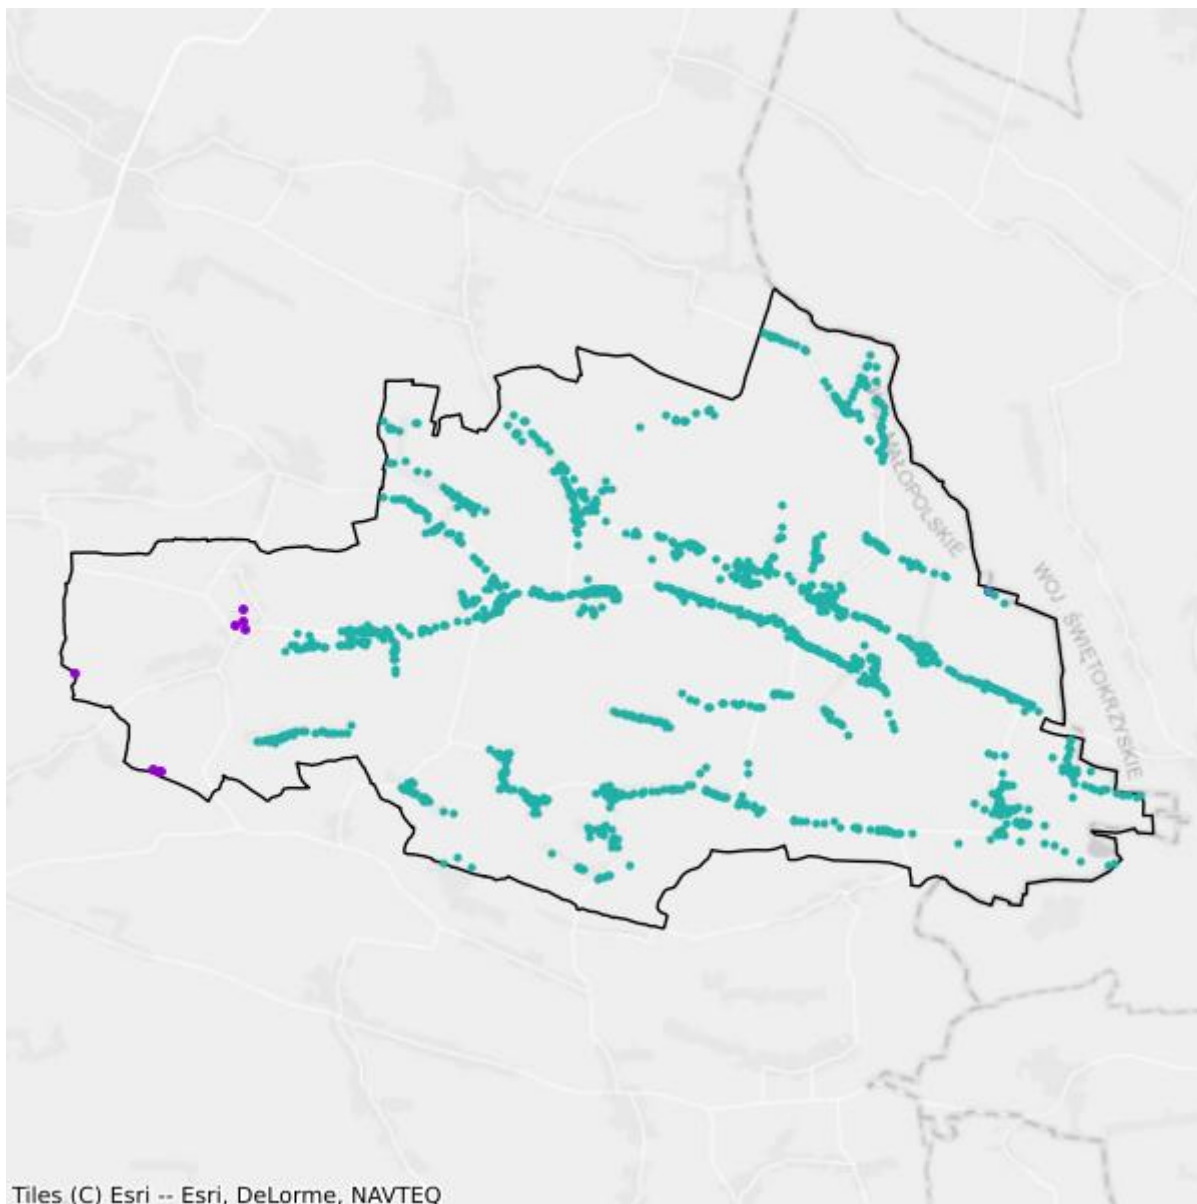 MAŁOPOLSKIE
WOJ. ŚWIĘTOKRZYSKIE
Tiles (C) Esri -- Esri, DeLorme, NAVTEQ